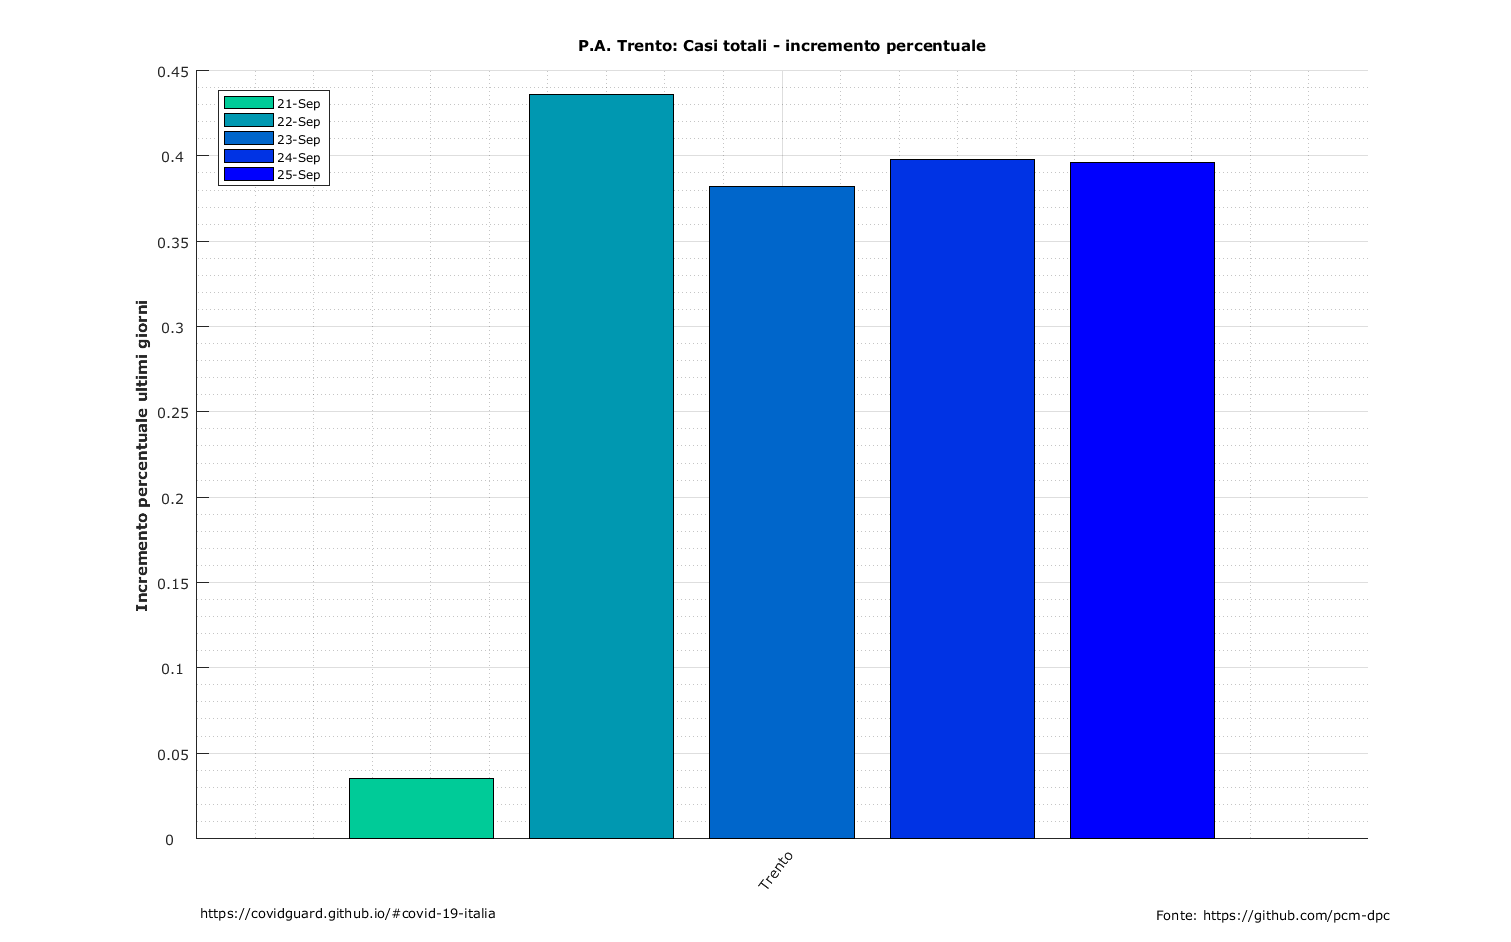 P.A. Trento: Casi totali - incremento percentuale
Incremento percentuale ultimi giorni
0.45
0.4
0.35
0.3
0.25
0.2
0.15
0.1
0.05
0
21-Sep
22-Sep
23-Sep
24-Sep
25-Sep
Trento
https://covidguard.github.io/#covid-19-italia
Fonte: https://github.com/pcm-dpc